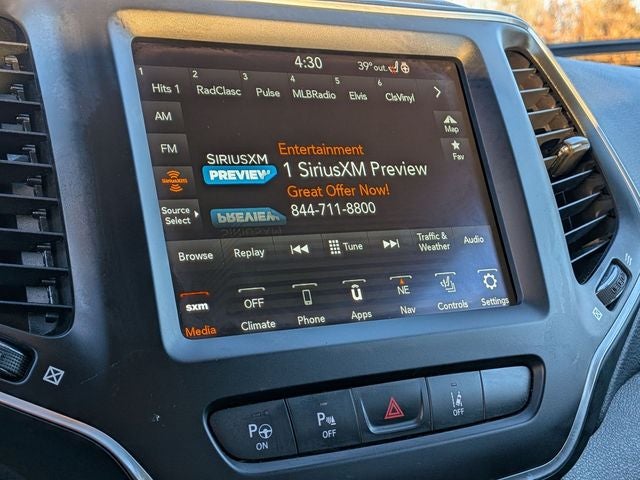 4:30 39° out
1 2 3 4 5 6
Hits 1 RadClasc Pulse MLBRadio Elvis ClsVinyl
AM
FM
SiriusXM
Source Select
Map
Fav
Entertainment
SIRIUSXM PREVIEW
1 SiriusXM Preview
Great Offer Now!
844-711-8800
Browse Replay Tune Traffic & Weather Audio
sxm OFF û NE
Media Climate Phone Apps Nav Controls Settings
P ON
P OFF
OFF